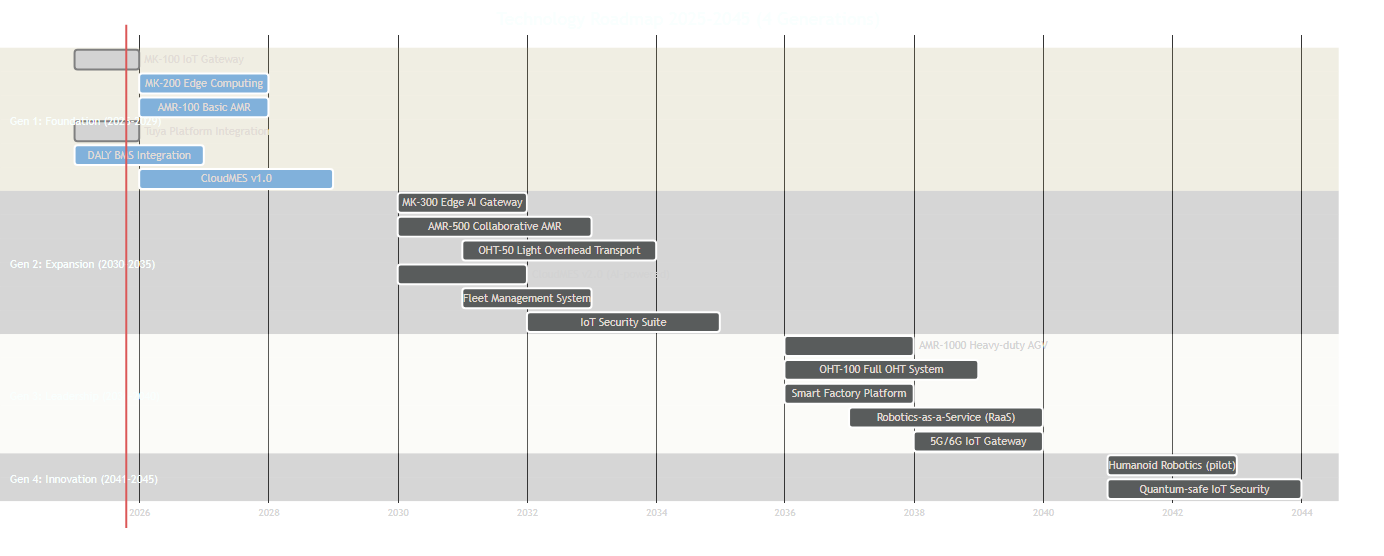 MK-100 IoT Gateway
MK-200 Edge Computing
AMR-100 Basic AMR
Gen 1: Foundation
Tuya Platform Integration
DALY BMS Integration
CloudMES v1.0
MK-300 Edge AI Gateway
AMR-500 Collaborative AMR
OHT-50 Light Overhead Transport
Gen 2: Expansion (2030-2035)
Fleet Management System
IoT Security Suite
AMR-1000 Heavy-duty AGV
OHT-100 Full OHT System
Smart Factory Platform
Robotics-as-a-Service (RaaS)
5G/6G IoT Gateway
Humanoid Robotics (pilot)
Gen 4: Innovation (2041-2045)
Quantum-safe IoT Security
2026 2028 2030 2032 2034 2036 2038 2040 2042 2044